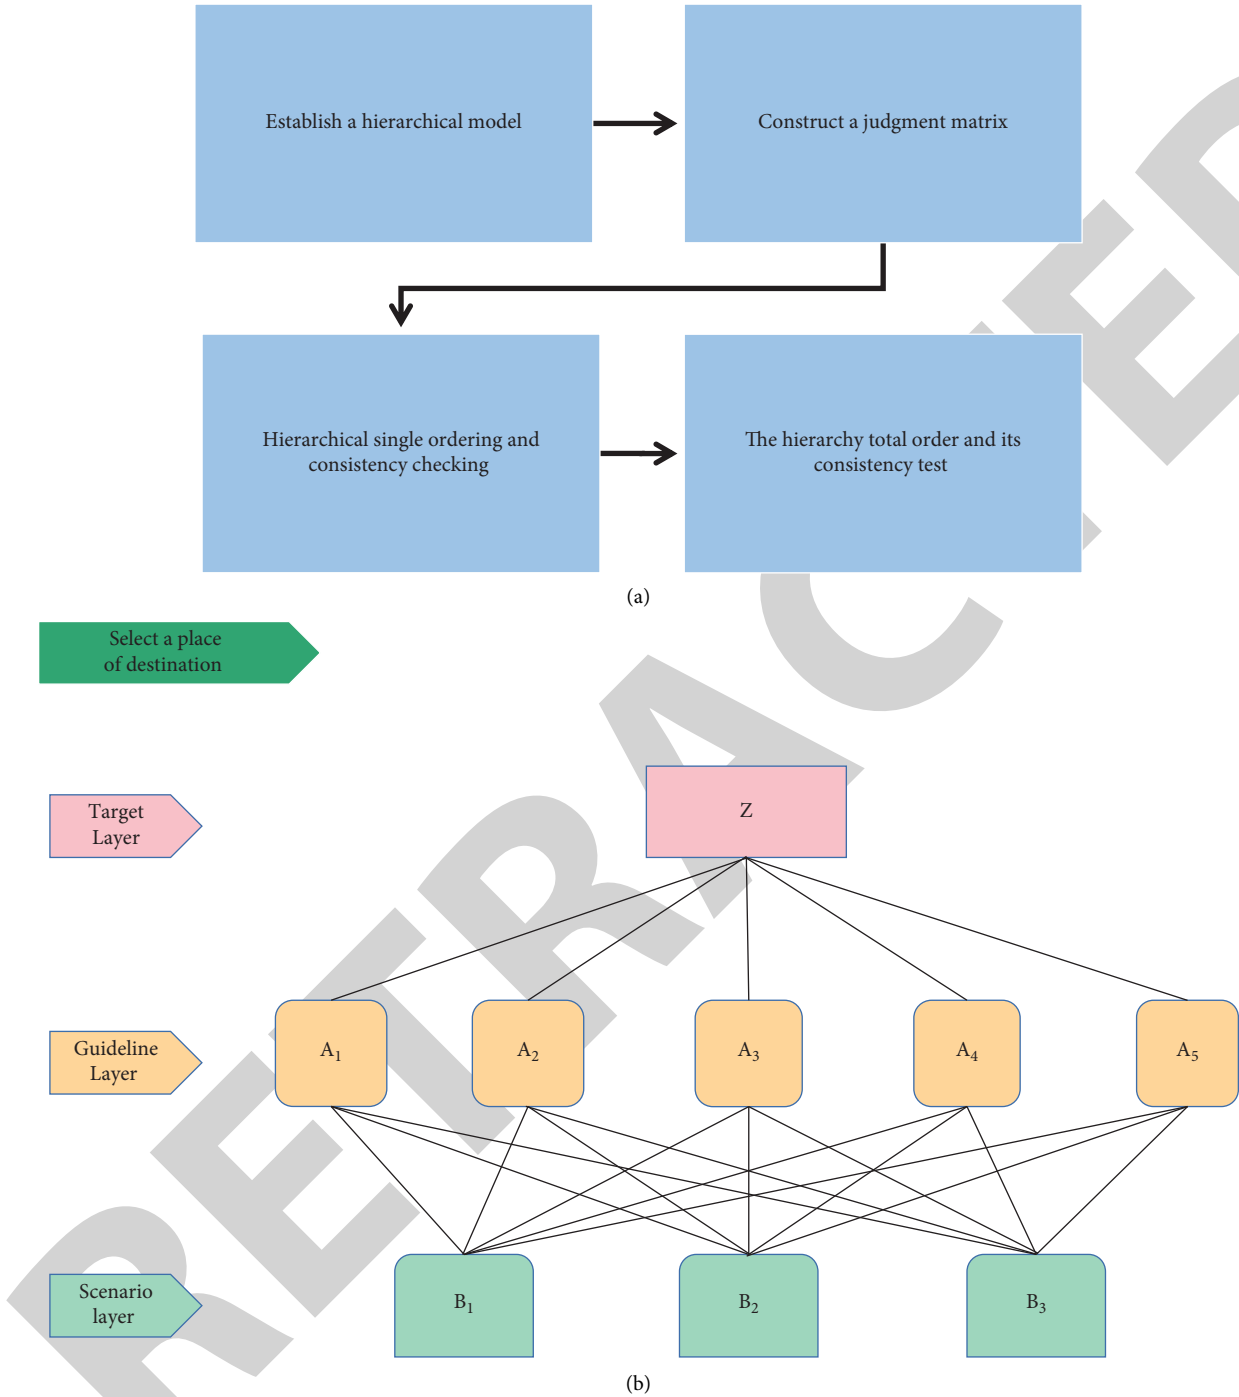 Establish a hierarchical model
Construct a judgment matrix
Hierarchical single ordering and
consistency checking
The hierarchy total order and its
consistency test
(a)
Select a place
of destination
Target
Layer
Z
Guideline
Layer
A₁
A₂
A₃
A₄
A₅
Scenario
layer
B₁
B₂
B₃
(b)
RETRACTED